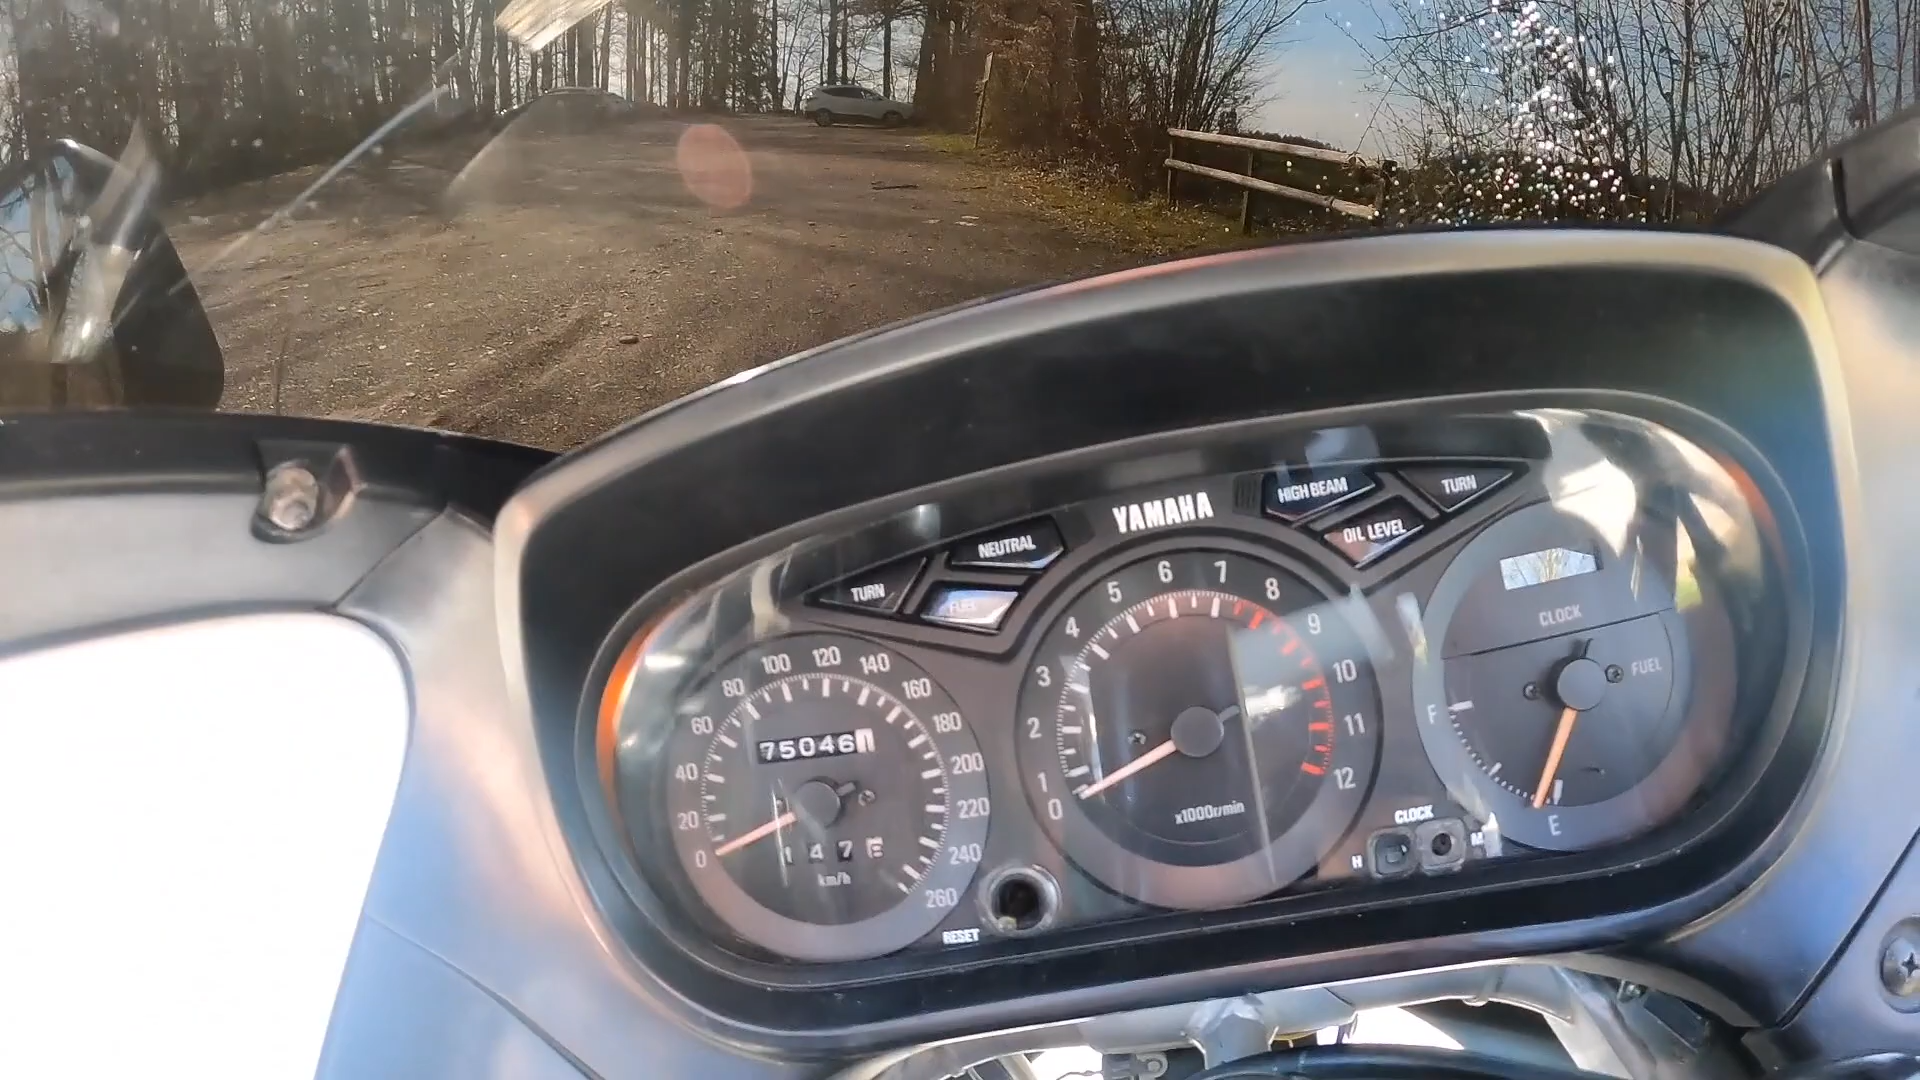 YAMAHA
HIGH BEAM
TURN
NEUTRAL
OIL LEVEL
TURN
FUEL
5 6 7 8
4 9
3 10
2 11
1 12
0
x1000r/min
100 120 140
80 160
60 180
40 200
20 220
0 240
260
75046
147
km/h
RESET
CLOCK
FUEL
F
E
CLOCK
H M